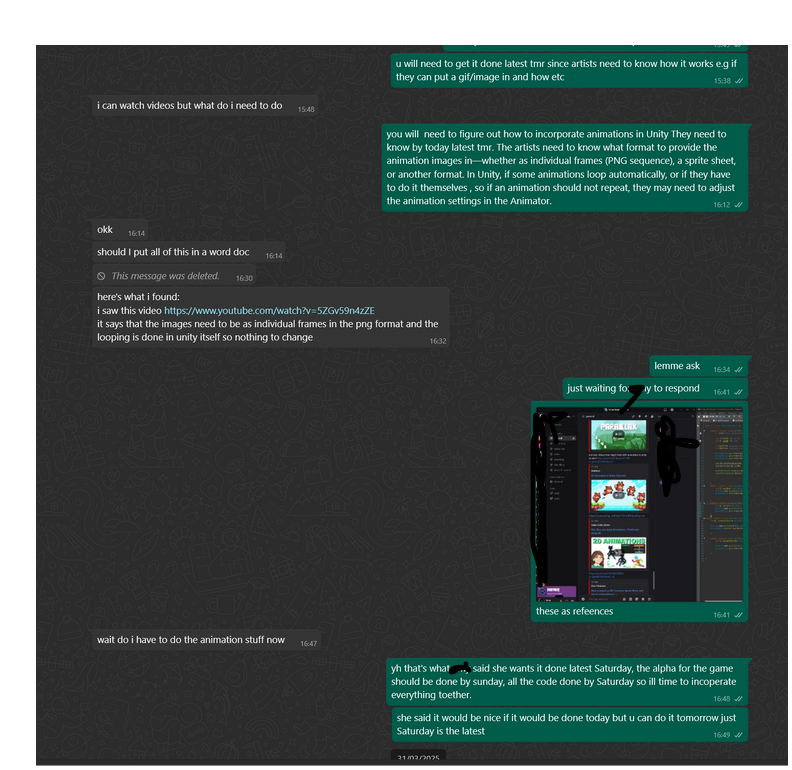 u will need to get it done latest tmr since artists need to know how it works e.g if
they can put a gif/image in and how etc
15:38
i can watch videos but what do i need to do
15:48
you will  need to figure out how to incorporate animations in Unity They need to
know by today latest tmr. The artists need to know what format to provide the
animation images in—whether as individual frames (PNG sequence), a sprite sheet,
or another format. In Unity, if some animations loop automatically, or if they have
to do it themselves , so if an animation should not repeat, they may need to adjust
the animation settings in the Animator.
16:12
okk
16:14
should I put all of this in a word doc
16:14
This message was deleted.
16:30
here's what i found:
i saw this video https://www.youtube.com/watch?v=5ZGv59n4zZE
it says that the images need to be as individual frames in the png format and the
looping is done in unity itself so nothing to change
16:32
lemme ask
16:34
just waiting to respond
16:41
PARALLAX
2D ANIMATIONS
these as refeences
16:41
wait do i have to do the animation stuff now
16:47
yh that's what said she wants it done latest Saturday, the alpha for the game
should be done by sunday, all the code done by Saturday so ill time to incoperate
everything toether.
16:48
she said it would be nice if it would be done today but u can do it tomorrow just
Saturday is the latest
16:49
31/03/2025